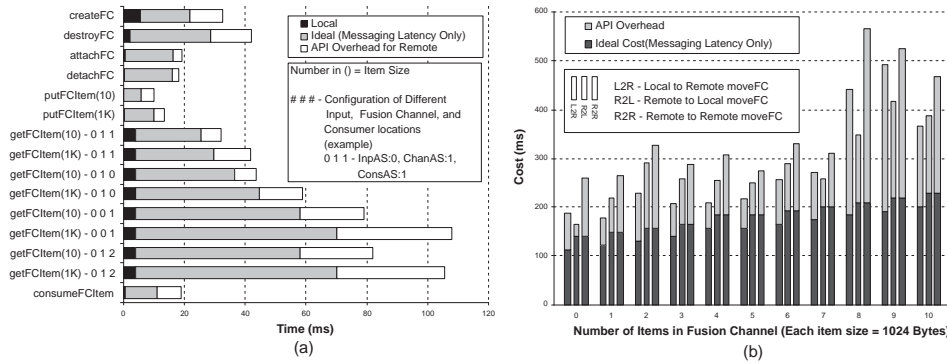 (a)
createFC
destroyFC
attachFC
detachFC
putFCItem(10)
putFCItem(1K)
getFCItem(10) - 0 1 1
getFCItem(1K) - 0 1 1
getFCItem(10) - 0 1 0
getFCItem(1K) - 0 1 0
getFCItem(10) - 0 0 1
getFCItem(1K) - 0 0 1
getFCItem(10) - 0 1 2
getFCItem(1K) - 0 1 2
consumeFCItem
Local
Ideal (Messaging Latency Only)
API Overhead for Remote
Number in () = Item Size
# # # - Configuration of Different
Input, Fusion Channel, and
Consumer locations
(example)
0 1 1 - InpAS:0, ChanAS:1,
ConsAS:1
0 20 40 60 80 100 120
Time (ms)
(a)
(b)
600
500
400
300
200
100
0
Cost (ms)
API Overhead
Ideal Cost(Messaging Latency Only)
L2R
R2L
R2R
L2R - Local to Remote moveFC
R2L - Remote to Local moveFC
R2R - Remote to Remote moveFC
0 1 2 3 4 5 6 7 8 9 10
Number of Items in Fusion Channel (Each item size = 1024 Bytes)
(b)